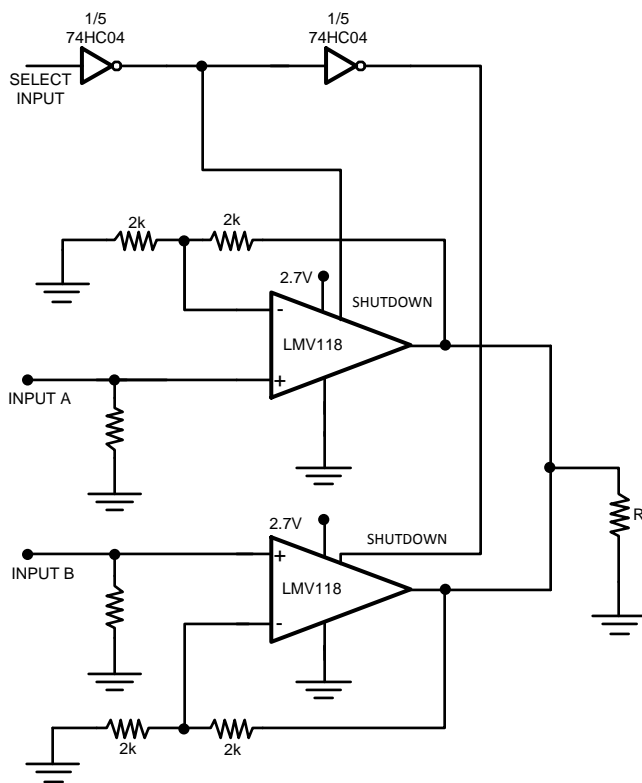 1/5
74HC04
1/5
74HC04
SELECT
INPUT
2k
2k
2.7V
SHUTDOWN
-
LMV118
+
INPUT A
2.7V
SHUTDOWN
+
INPUT B
LMV118
-
2k
2k